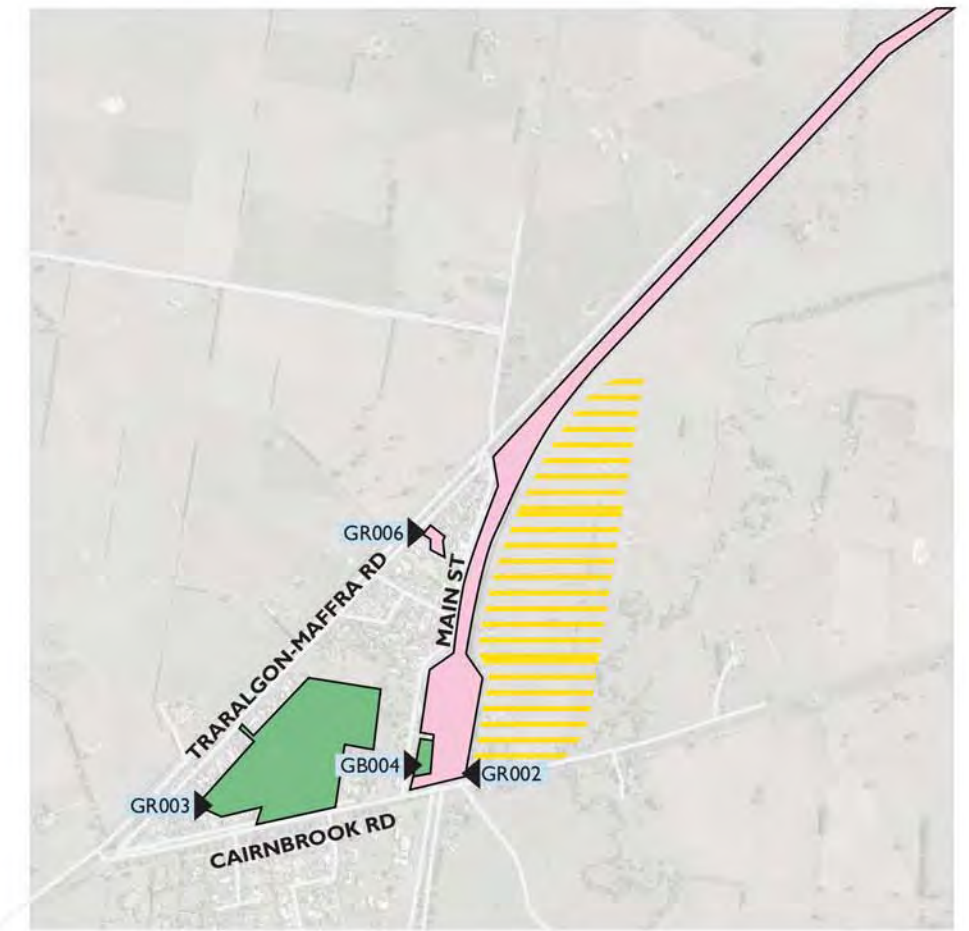 GR006
MAIN ST
TRARALGON-MAFFRA RD
GB004
GR002
GR003
CAIRNBROOK RD